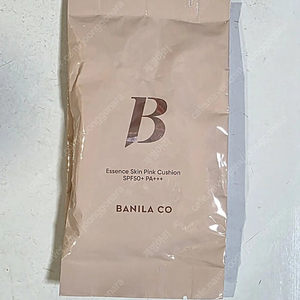 B
Essence Skin Pink Cushion
SPF50+ PA+++
BANILA CO